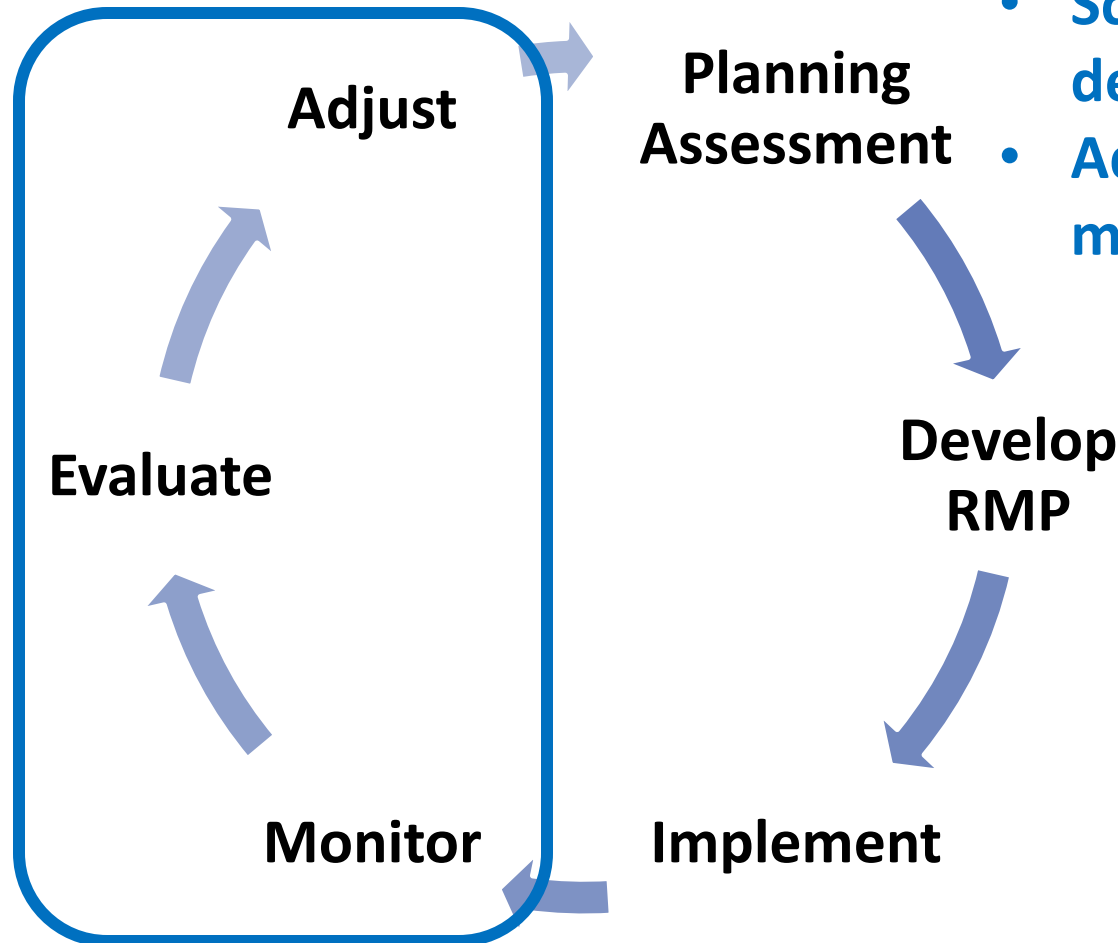 Adjust
Planning
Assessment
Develop
RMP
Implement
Monitor
Evaluate